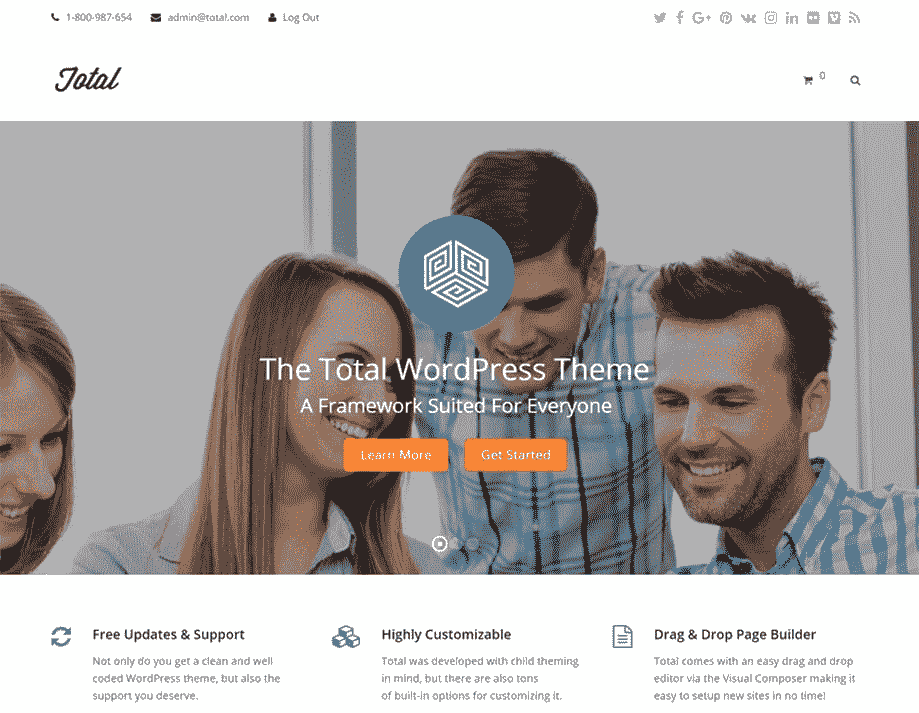 1-800-987-654 admin@total.com Log Out
Total
0
The Total WordPress Theme
A Framework Suited For Everyone
Learn More Get Started
Free Updates & Support
Not only do you get a clean and well
coded WordPress theme, but also the
support you deserve.
Highly Customizable
Total was developed with child theming
in mind, but there are also tons
of built-in options for customizing it.
Drag & Drop Page Builder
Total comes with an easy drag and drop
editor via the Visual Composer making it
easy to setup new sites in no time!